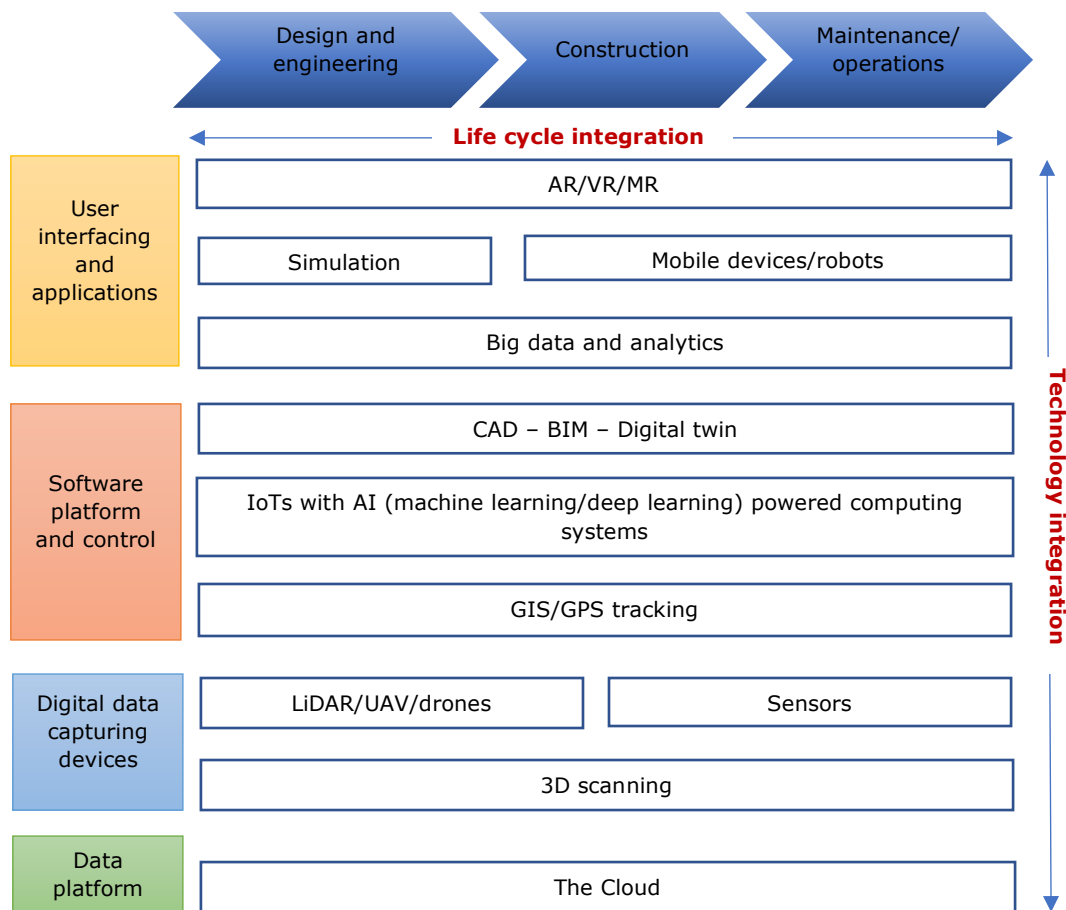 Design and
engineering
Construction
Maintenance/
operations
Life cycle integration
User
interfacing
and
applications
AR/VR/MR
Simulation
Mobile devices/robots
Big data and analytics
Technology integration
Software
platform
and control
CAD – BIM – Digital twin
IoTs with AI (machine learning/deep learning) powered computing
systems
GIS/GPS tracking
Digital data
capturing
devices
LiDAR/UAV/drones
Sensors
3D scanning
Data
platform
The Cloud